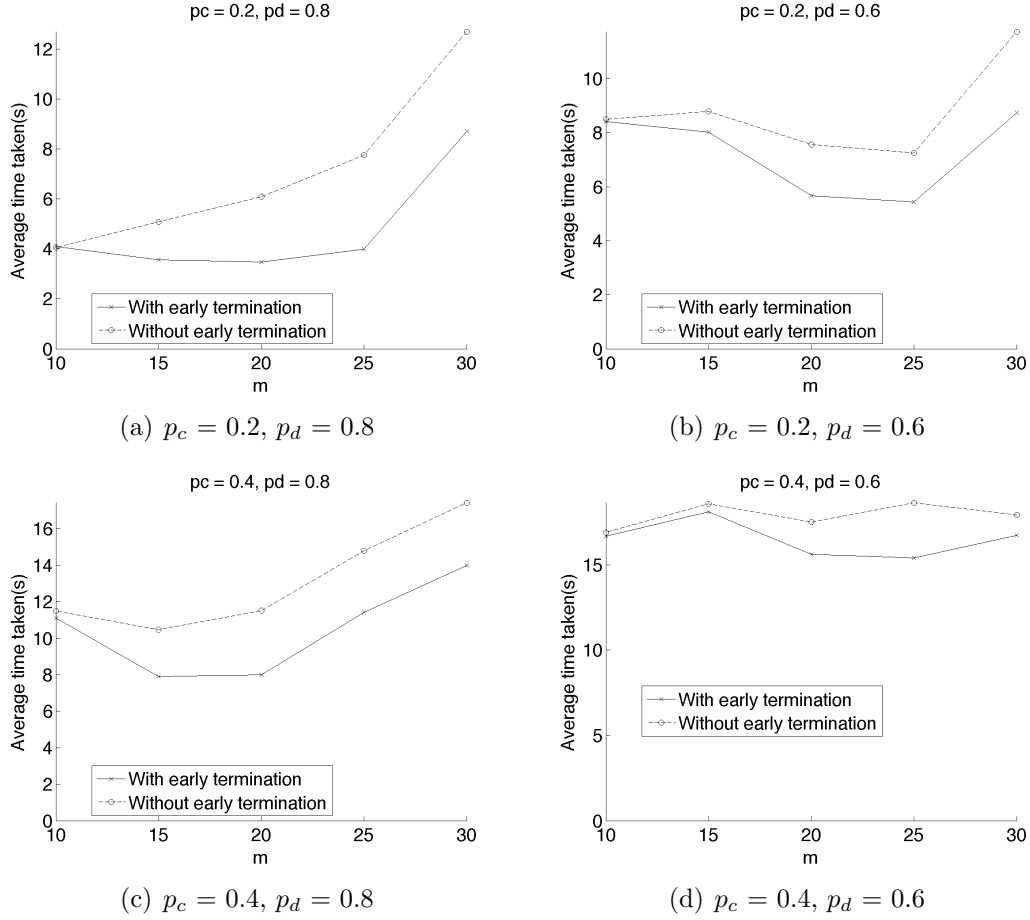 pc = 0.2, pd = 0.8
12
10
8
6
4
2
0
Average time taken(s)
With early termination
Without early termination
10 15 20 25 30
m
(a) p_c = 0.2, p_d = 0.8
pc = 0.2, pd = 0.6
10
8
6
4
2
0
Average time taken(s)
With early termination
Without early termination
10 15 20 25 30
m
(b) p_c = 0.2, p_d = 0.6
pc = 0.4, pd = 0.8
16
14
12
10
8
6
4
2
0
Average time taken(s)
With early termination
Without early termination
10 15 20 25 30
m
(c) p_c = 0.4, p_d = 0.8
pc = 0.4, pd = 0.6
15
10
5
0
Average time taken(s)
With early termination
Without early termination
10 15 20 25 30
m
(d) p_c = 0.4, p_d = 0.6